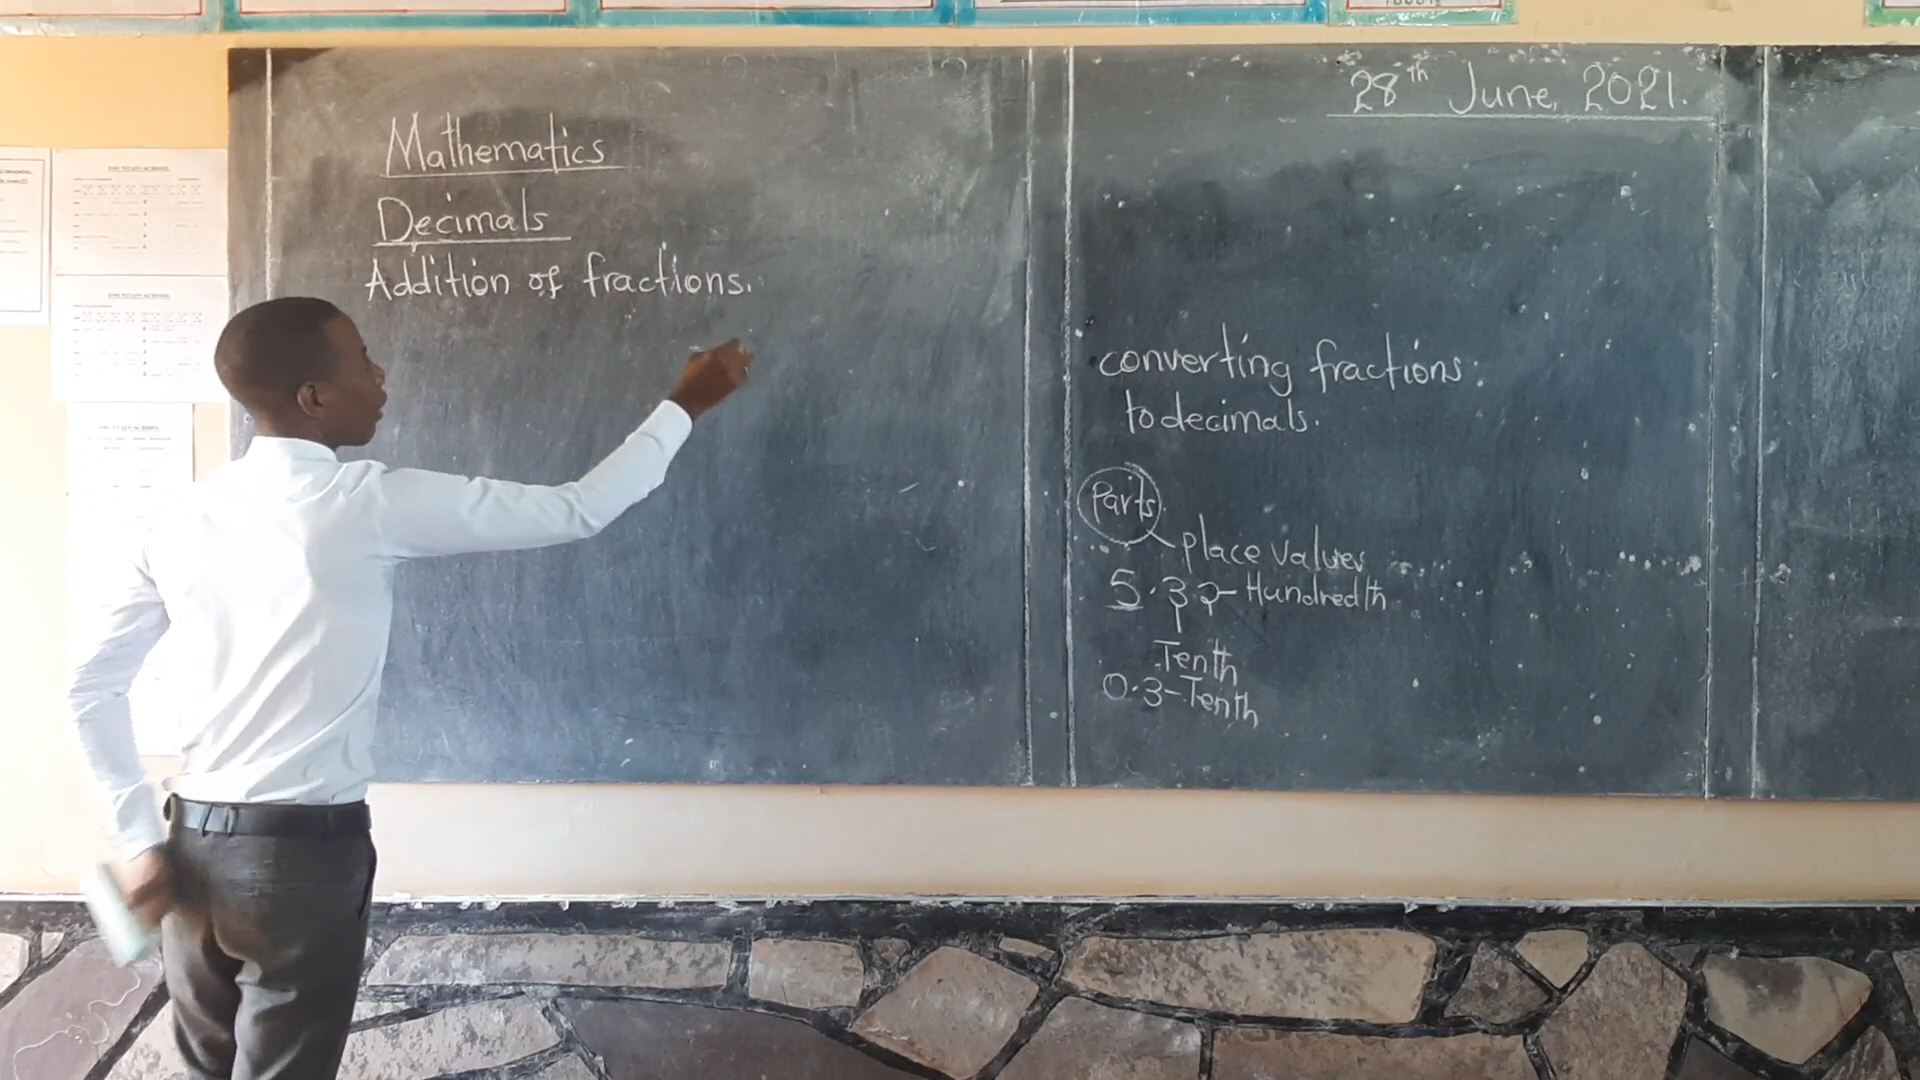 Mathematics
Decimals
Addition of fractions.
28th June, 2021.
converting fractions.
to decimals.
Parts
place values
5.32-Hundredth
Tenth
0.3-Tenth